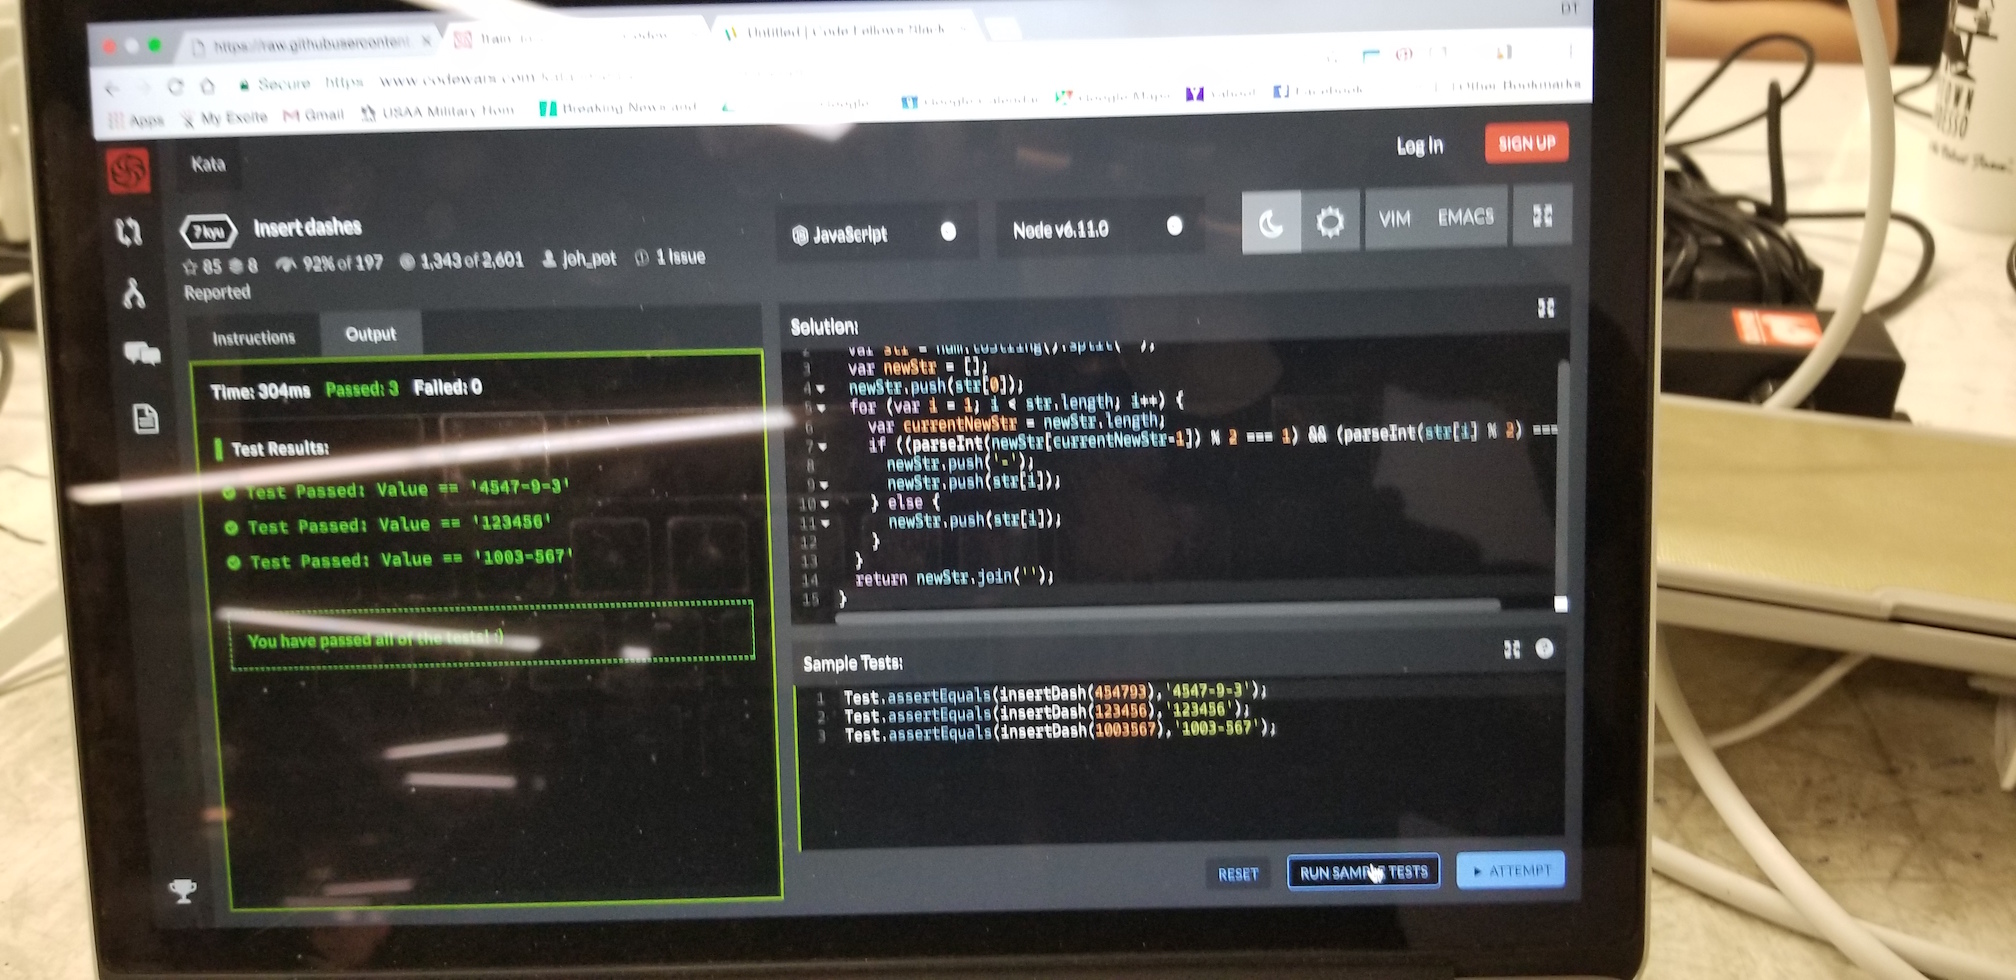 DT
https://raw.githubusercontent
Untitled | Code Fellows Slack
Secure https www.codewars.com
Apps My Excite Gmail USAA Military Hom Breaking News and Google Google Calendar Google Maps Yahoo! Facebook Other Bookmarks
Kata
Log In SIGN UP
7 kyu Insert dashes
JavaScript Node v6.11.0 VIM EMACS
85 8 92% of 197 1,343 of 2,601 joh_pot 1 Issue
Reported
Instructions Output
Time: 304ms Passed: 3 Failed: 0
Test Results:
Test Passed: Value == '4547-9-3'
Test Passed: Value == '123456'
Test Passed: Value == '1003-567'
You have passed all of the tests! :)
Solution:
2 var str = num.toString().split(
3 var newStr = [];
4 newStr.push(str[0]);
5 for (var i = 1; i < str.length; i++) {
6 var currentNewStr = newStr.length;
7 if ((parseInt(newStr[currentNewStr-1]) % 2 === 1) && (parseInt(str[i] % 2) ===
8 newStr.push('-');
9 newStr.push(str[i]);
10 } else {
11 newStr.push(str[i]);
12 }
13 }
14 return newStr.join('');
15 }
Sample Tests:
1 Test.assertEquals(insertDash(454793),'4547-9-3');
2 Test.assertEquals(insertDash(123456),'123456');
3 Test.assertEquals(insertDash(1003567),'1003-567');
RESET RUN SAMPLE TESTS ATTEMPT